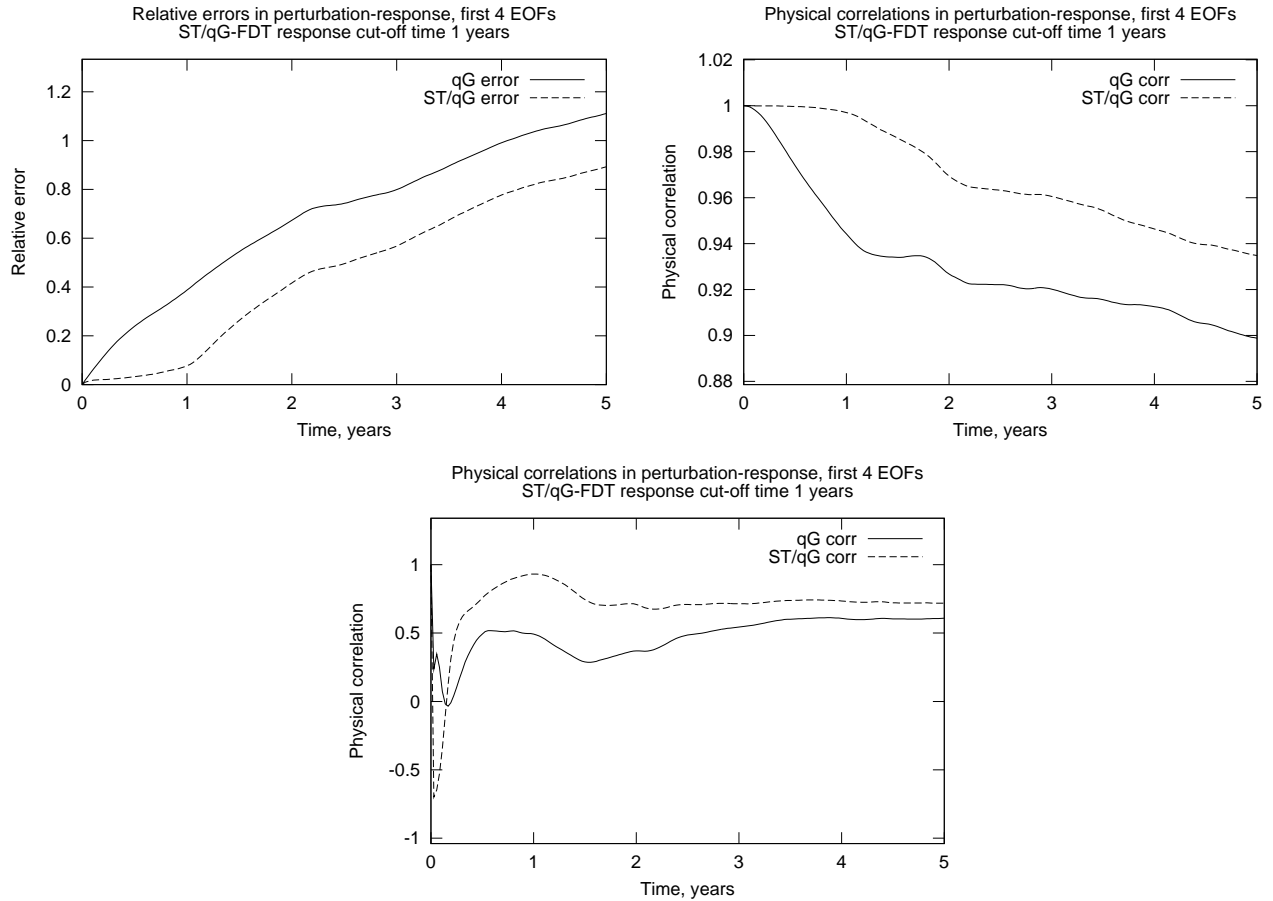 Relative errors in perturbation-response, first 4 EOFs
ST/qG-FDT response cut-off time 1 years
qG error
ST/qG error
1.2
1
0.8
0.6
0.4
0.2
0
Relative error
0 1 2 3 4 5
Time, years
Physical correlations in perturbation-response, first 4 EOFs
ST/qG-FDT response cut-off time 1 years
qG corr
ST/qG corr
1.02
1
0.98
0.96
0.94
0.92
0.9
0.88
Physical correlation
0 1 2 3 4 5
Time, years
Physical correlations in perturbation-response, first 4 EOFs
ST/qG-FDT response cut-off time 1 years
qG corr
ST/qG corr
1
0.5
0
-0.5
-1
Physical correlation
0 1 2 3 4 5
Time, years